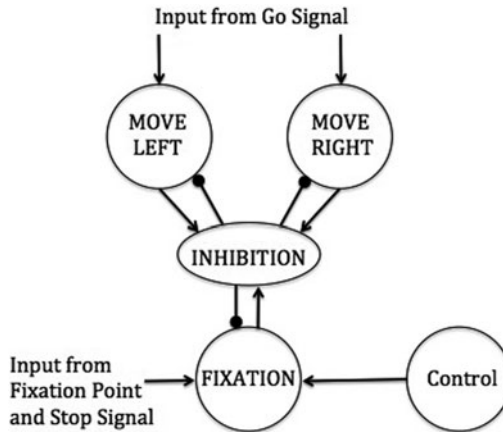 Input from Go Signal
MOVE
LEFT
MOVE
RIGHT
INHIBITION
Input from
Fixation Point
and Stop Signal
FIXATION
Control